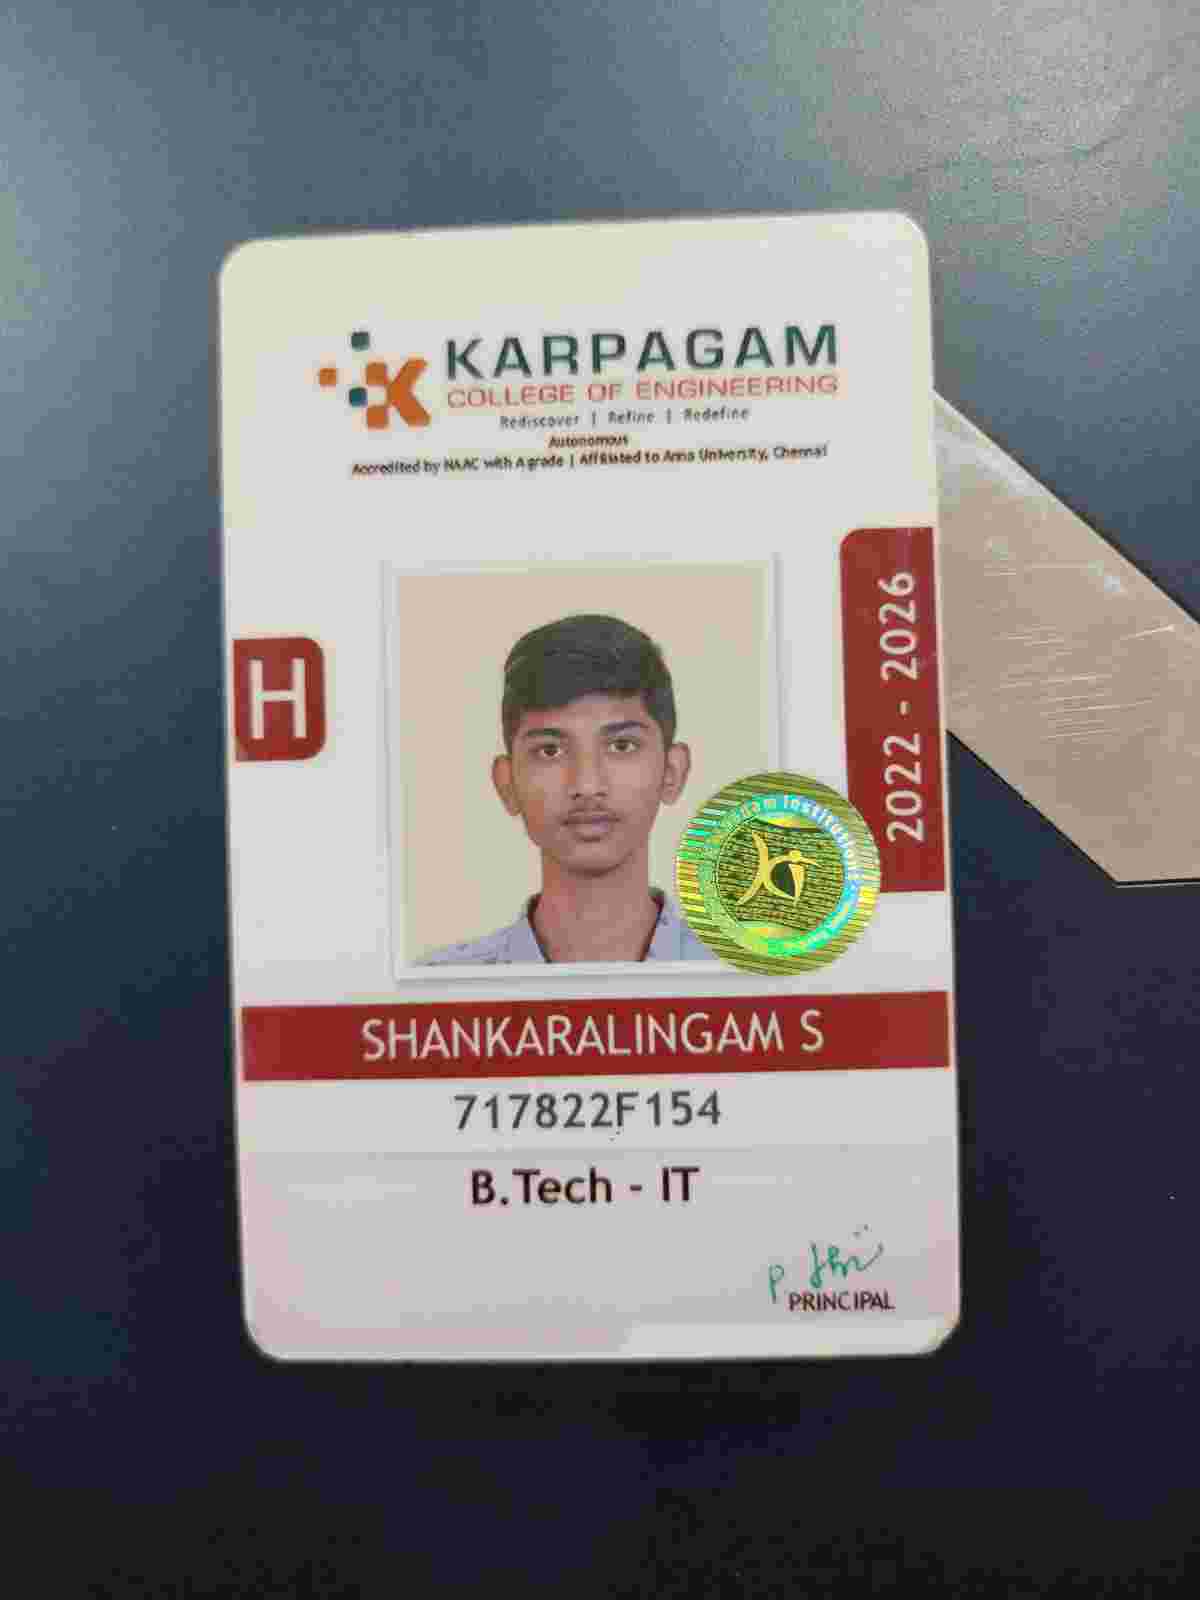 KARPAGAM
COLLEGE OF ENGINEERING
Rediscover | Refine | Redefine
Autonomous
Accredited by NAAC with A grade | Affiliated to Anna University, Chennai
H
2022 - 2026
Institutions
SHANKARALINGAM S
717822F154
B.Tech - IT
PRINCIPAL